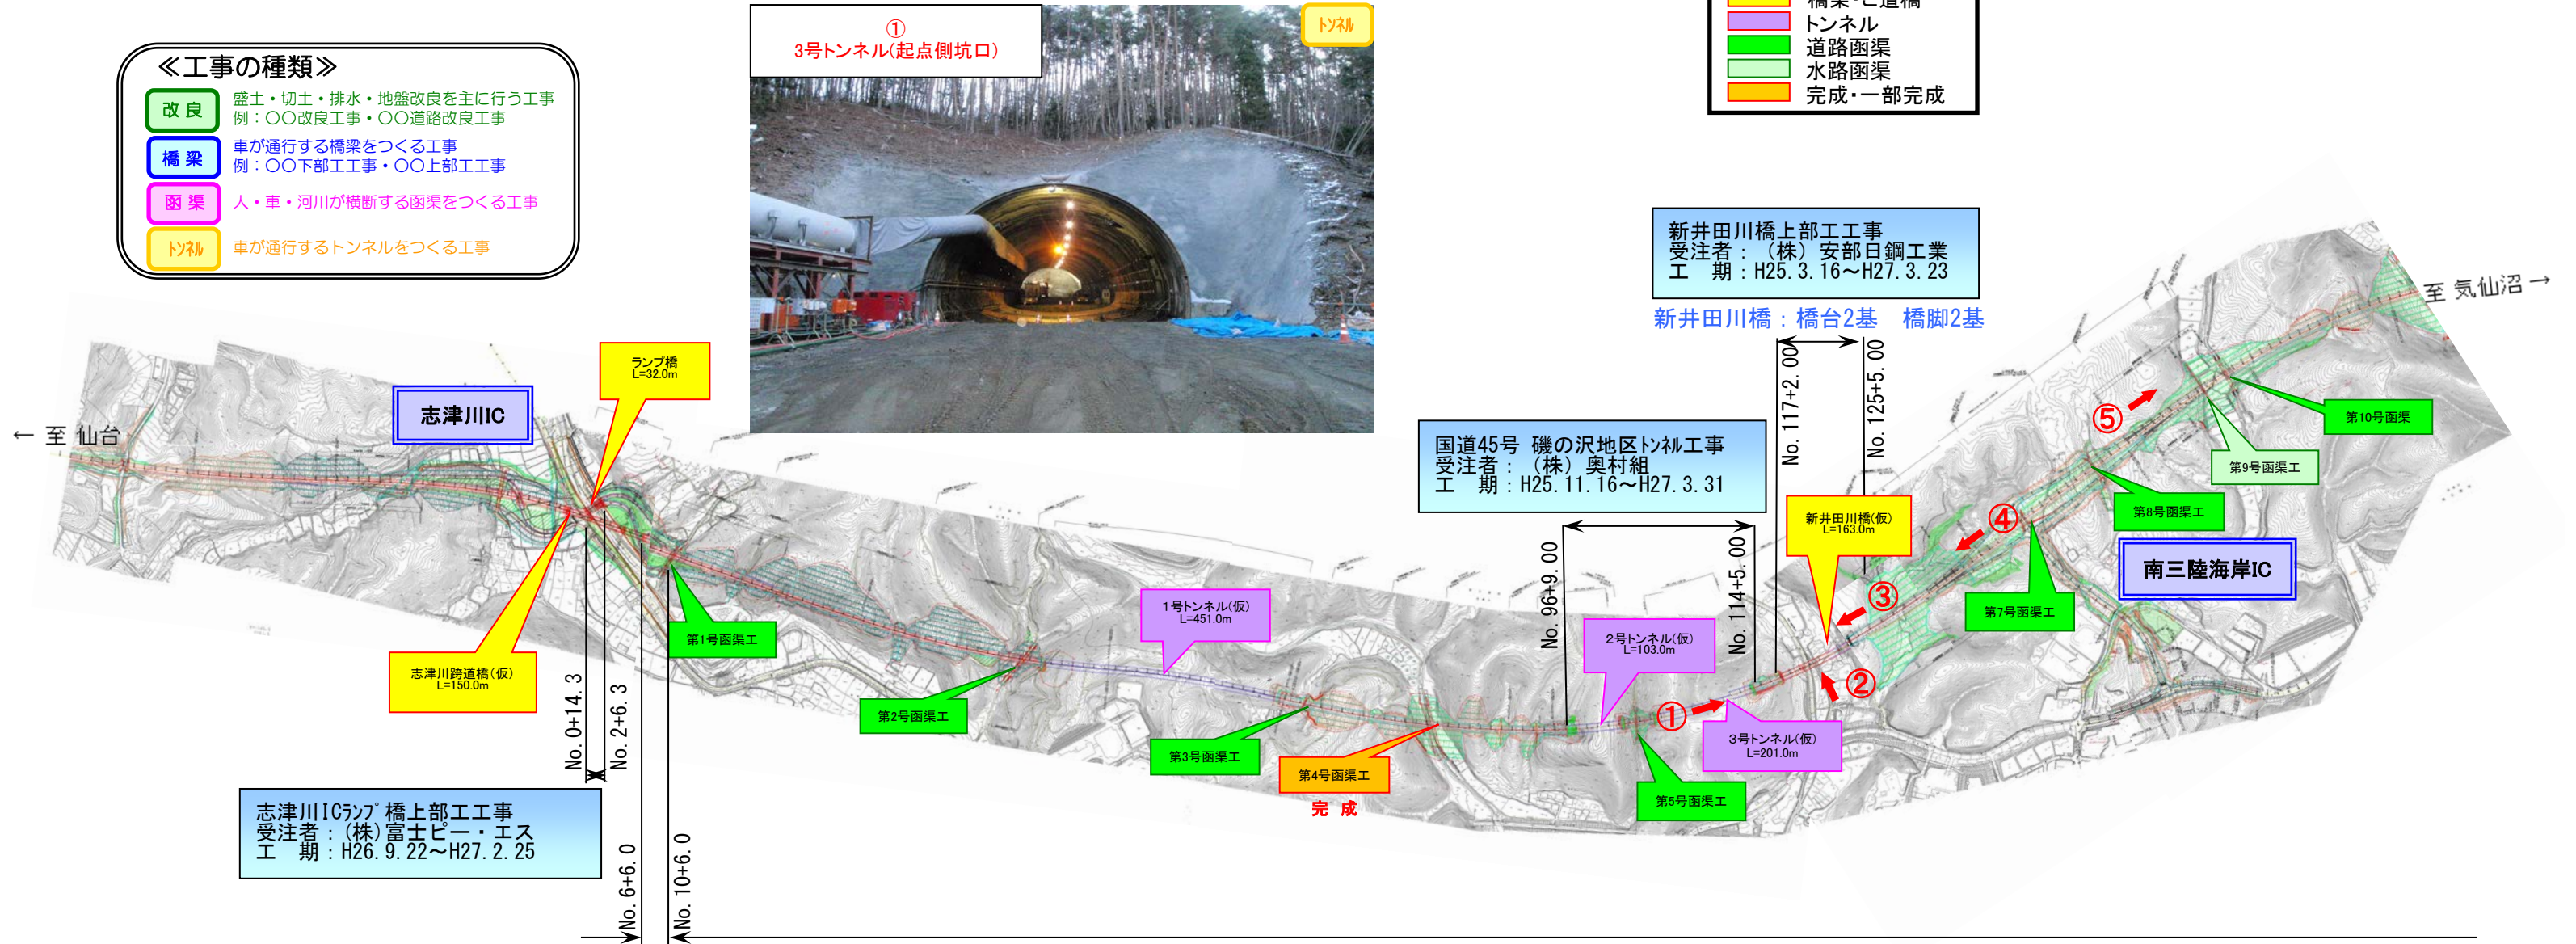 ≪工事の種類≫
改 良
盛土・切土・排水・地盤改良を主に行う工事
例：〇〇改良工事・〇〇道路改良工事
橋 梁
車が通行する橋梁をつくる工事
例：〇〇下部工工事・〇〇上部工工事
函 渠
人・車・河川が横断する函渠をつくる工事
トンネル
車が通行するトンネルをつくる工事
①
3号トンネル(起点側坑口)
トンネル
トンネル
道路函渠
水路函渠
完成・一部完成
新井田川橋上部工工事
受注者：（株）安部日鋼工業
工　期：H25.3.16～H27.3.23
新井田川橋：橋台2基　橋脚2基
No.117+2.00
No.125+5.00
至 気仙沼 →
← 至 仙台
志津川IC
ランプ橋
L=32.0m
国道45号 磯の沢地区トンネル工事
受注者：（株）奥村組
工　期：H25.11.16～H27.3.31
No.96+9.00
No.114+5.00
新井田川橋(仮)
L=163.0m
⑤
④
③
②
①
第10号函渠
第9号函渠工
第8号函渠工
南三陸海岸IC
第7号函渠工
1号トンネル(仮)
L=451.0m
2号トンネル(仮)
L=103.0m
3号トンネル(仮)
L=201.0m
第1号函渠工
志津川跨道橋(仮)
L=150.0m
第2号函渠工
第3号函渠工
第4号函渠工
完 成
第5号函渠工
No.0+14.3
No.2+6.3
志津川ICランプ橋上部工工事
受注者：(株)富士ピー・エス
工　期：H26.9.22～H27.2.25
No.6+6.0
No.10+6.0